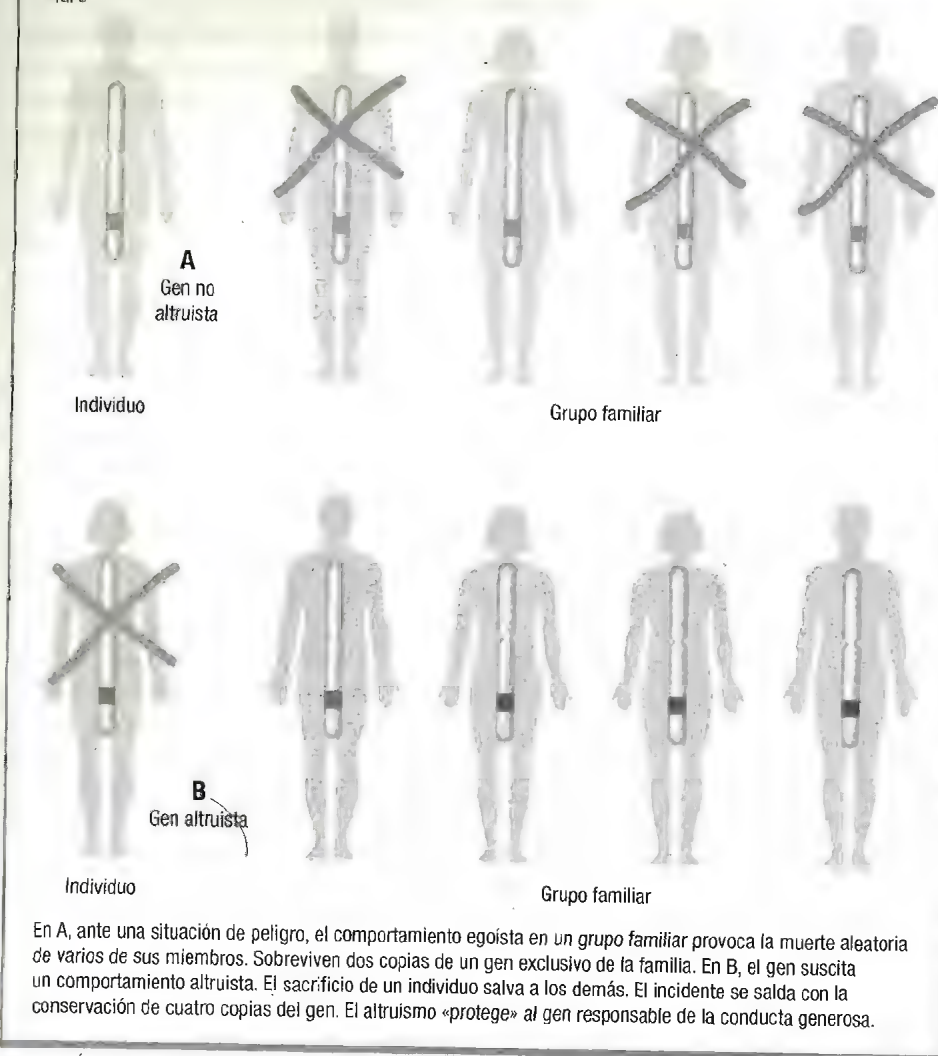 A
Gen no
altruista
Individuo
Grupo familiar
B
Gen altruista
Individuo
Grupo familiar
En A, ante una situación de peligro, el comportamiento egoísta en un grupo familiar provoca la muerte aleatoria
de varios de sus miembros. Sobreviven dos copias de un gen exclusivo de la familia. En B, el gen suscita
un comportamiento altruista. El sacrificio de un individuo salva a los demás. El incidente se salda con la
conservación de cuatro copias del gen. El altruismo «protege» al gen responsable de la conducta generosa.